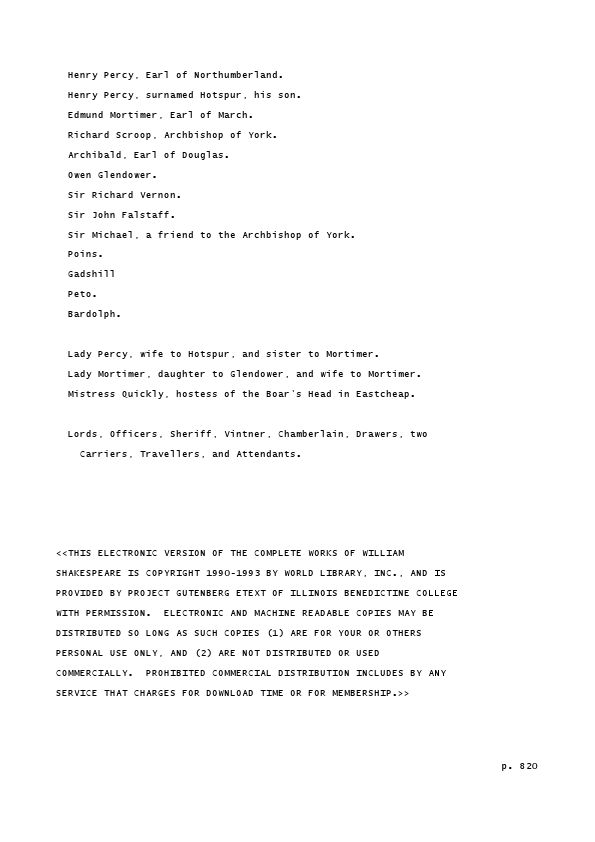 Henry Percy, Earl of Northumberland.
Henry Percy, surnamed Hotspur, his son.
Edmund Mortimer, Earl of March.
Richard Scroop, Archbishop of York.
Archibald, Earl of Douglas.
Owen Glendower.
Sir Richard Vernon.
Sir John Falstaff.
Sir Michael, a friend to the Archbishop of York.
Poins.
Gadshill
Peto.
Bardolph.
Lady Percy, wife to Hotspur, and sister to Mortimer.
Lady Mortimer, daughter to Glendower, and wife to Mortimer.
Mistress Quickly, hostess of the Boar's Head in Eastcheap.
Lords, Officers, Sheriff, Vintner, Chamberlain, Drawers, two
Carriers, Travellers, and Attendants.
<<THIS ELECTRONIC VERSION OF THE COMPLETE WORKS OF WILLIAM
SHAKESPEARE IS COPYRIGHT 1990-1993 BY WORLD LIBRARY, INC., AND IS
PROVIDED BY PROJECT GUTENBERG ETEXT OF ILLINOIS BENEDICTINE COLLEGE
WITH PERMISSION.  ELECTRONIC AND MACHINE READABLE COPIES MAY BE
DISTRIBUTED SO LONG AS SUCH COPIES (1) ARE FOR YOUR OR OTHERS
PERSONAL USE ONLY, AND (2) ARE NOT DISTRIBUTED OR USED
COMMERCIALLY.  PROHIBITED COMMERCIAL DISTRIBUTION INCLUDES BY ANY
SERVICE THAT CHARGES FOR DOWNLOAD TIME OR FOR MEMBERSHIP.>>
p. 820